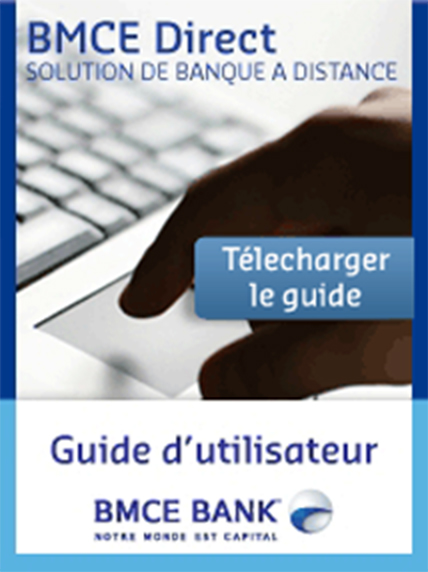 BMCE Direct
SOLUTION DE BANQUE A DISTANCE
Télecharger
le guide
Guide d'utilisateur
BMCE BANK
NOTRE MONDE EST CAPITAL